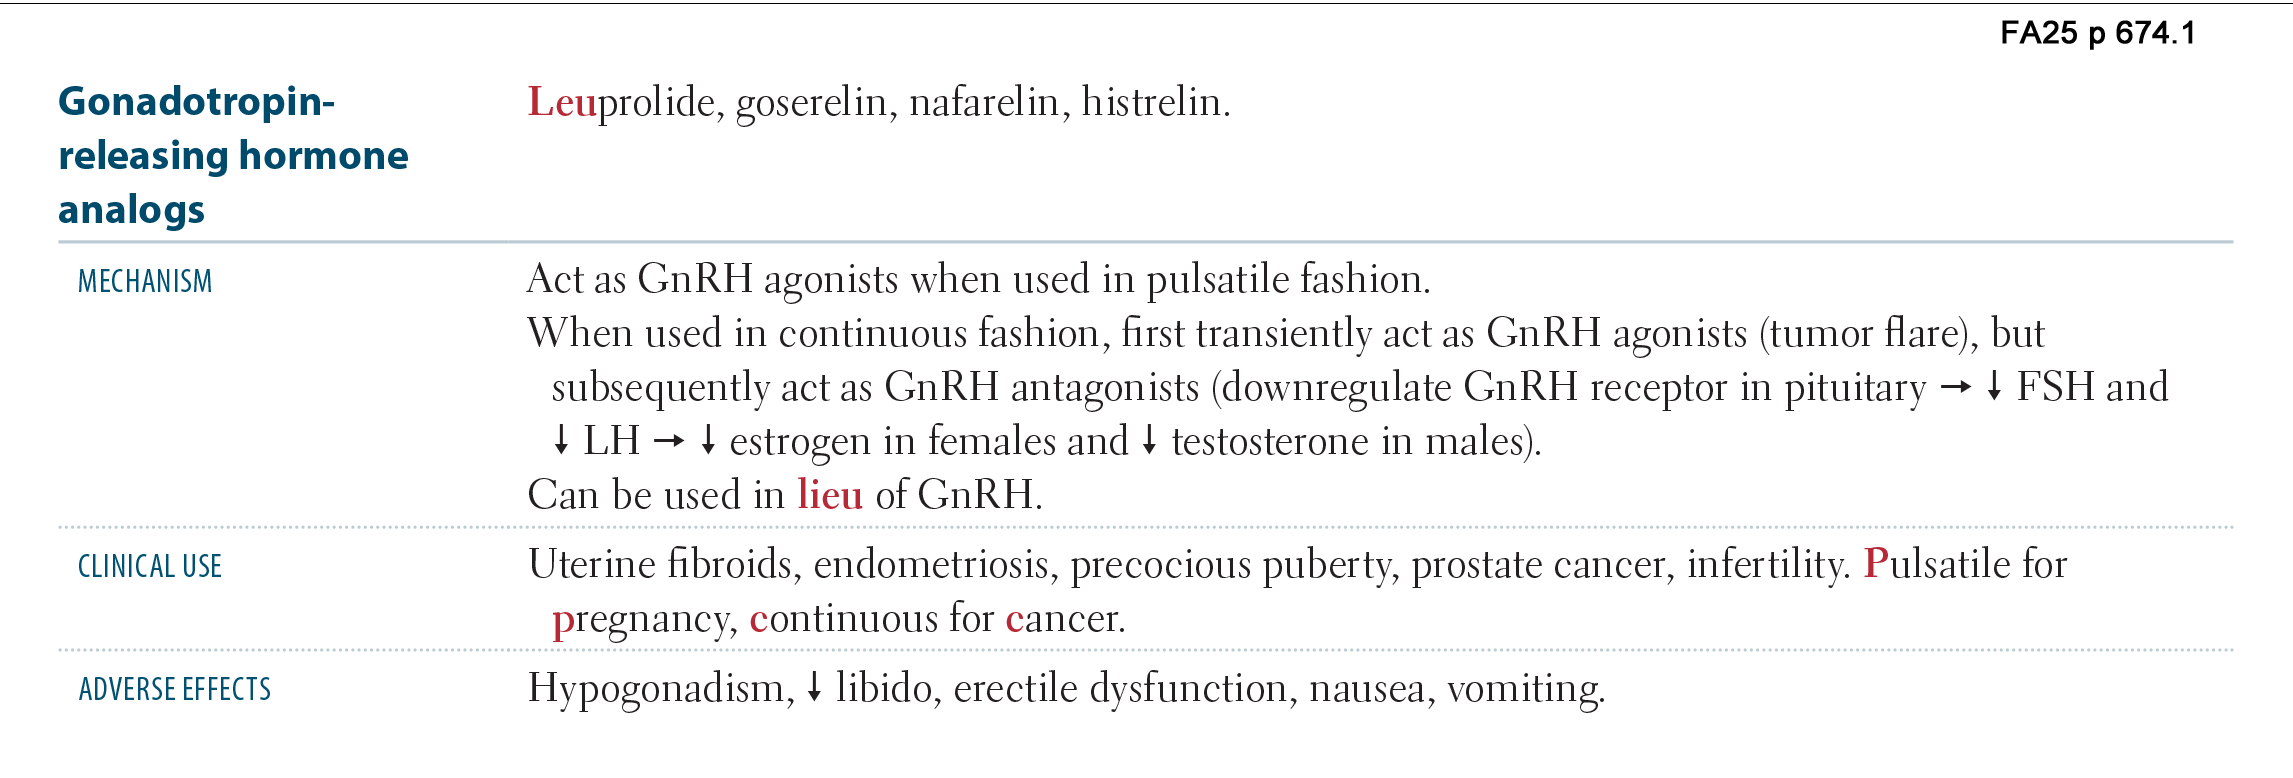 FA25 p 674.1
Gonadotropin-
releasing hormone
analogs
Leuprolide, goserelin, nafarelin, histrelin.
MECHANISM
Act as GnRH agonists when used in pulsatile fashion.
When used in continuous fashion, first transiently act as GnRH agonists (tumor flare), but
subsequently act as GnRH antagonists (downregulate GnRH receptor in pituitary → ↓ FSH and
↓ LH → ↓ estrogen in females and ↓ testosterone in males).
Can be used in lieu of GnRH.
CLINICAL USE
Uterine fibroids, endometriosis, precocious puberty, prostate cancer, infertility. Pulsatile for
pregnancy, continuous for cancer.
ADVERSE EFFECTS
Hypogonadism, ↓ libido, erectile dysfunction, nausea, vomiting.